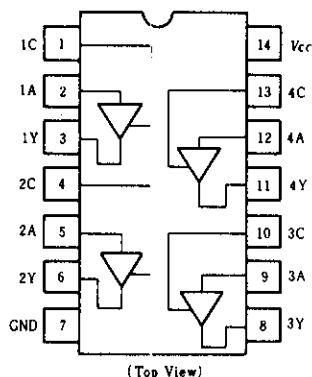 1C 1 14 Vcc
1A 2 13 4C
1Y 3 12 4A
2C 4 11 4Y
2A 5 10 3C
2Y 6 9 3A
GND 7 8 3Y
(Top View)